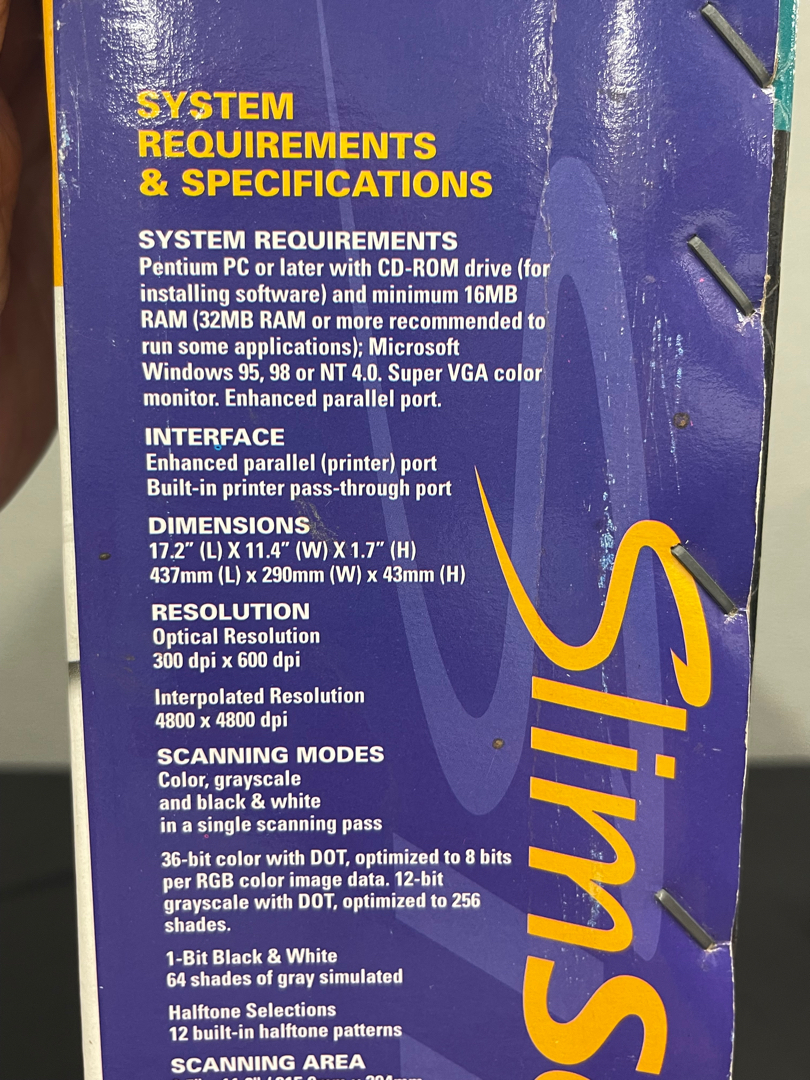 SYSTEM
REQUIREMENTS
& SPECIFICATIONS
SYSTEM REQUIREMENTS
Pentium PC or later with CD-ROM drive (for
installing software) and minimum 16MB
RAM (32MB RAM or more recommended to
run some applications); Microsoft
Windows 95, 98 or NT 4.0. Super VGA color
monitor. Enhanced parallel port.
INTERFACE
Enhanced parallel (printer) port
Built-in printer pass-through port
DIMENSIONS
17.2″ (L) X 11.4″ (W) X 1.7″ (H)
437mm (L) x 290mm (W) x 43mm (H)
RESOLUTION
Optical Resolution
300 dpi x 600 dpi
Interpolated Resolution
4800 x 4800 dpi
SCANNING MODES
Color, grayscale
and black & white
in a single scanning pass
36-bit color with DOT, optimized to 8 bits
per RGB color image data. 12-bit
grayscale with DOT, optimized to 256
shades.
1-Bit Black & White
64 shades of gray simulated
Halftone Selections
12 built-in halftone patterns
SCANNING AREA
SlimS